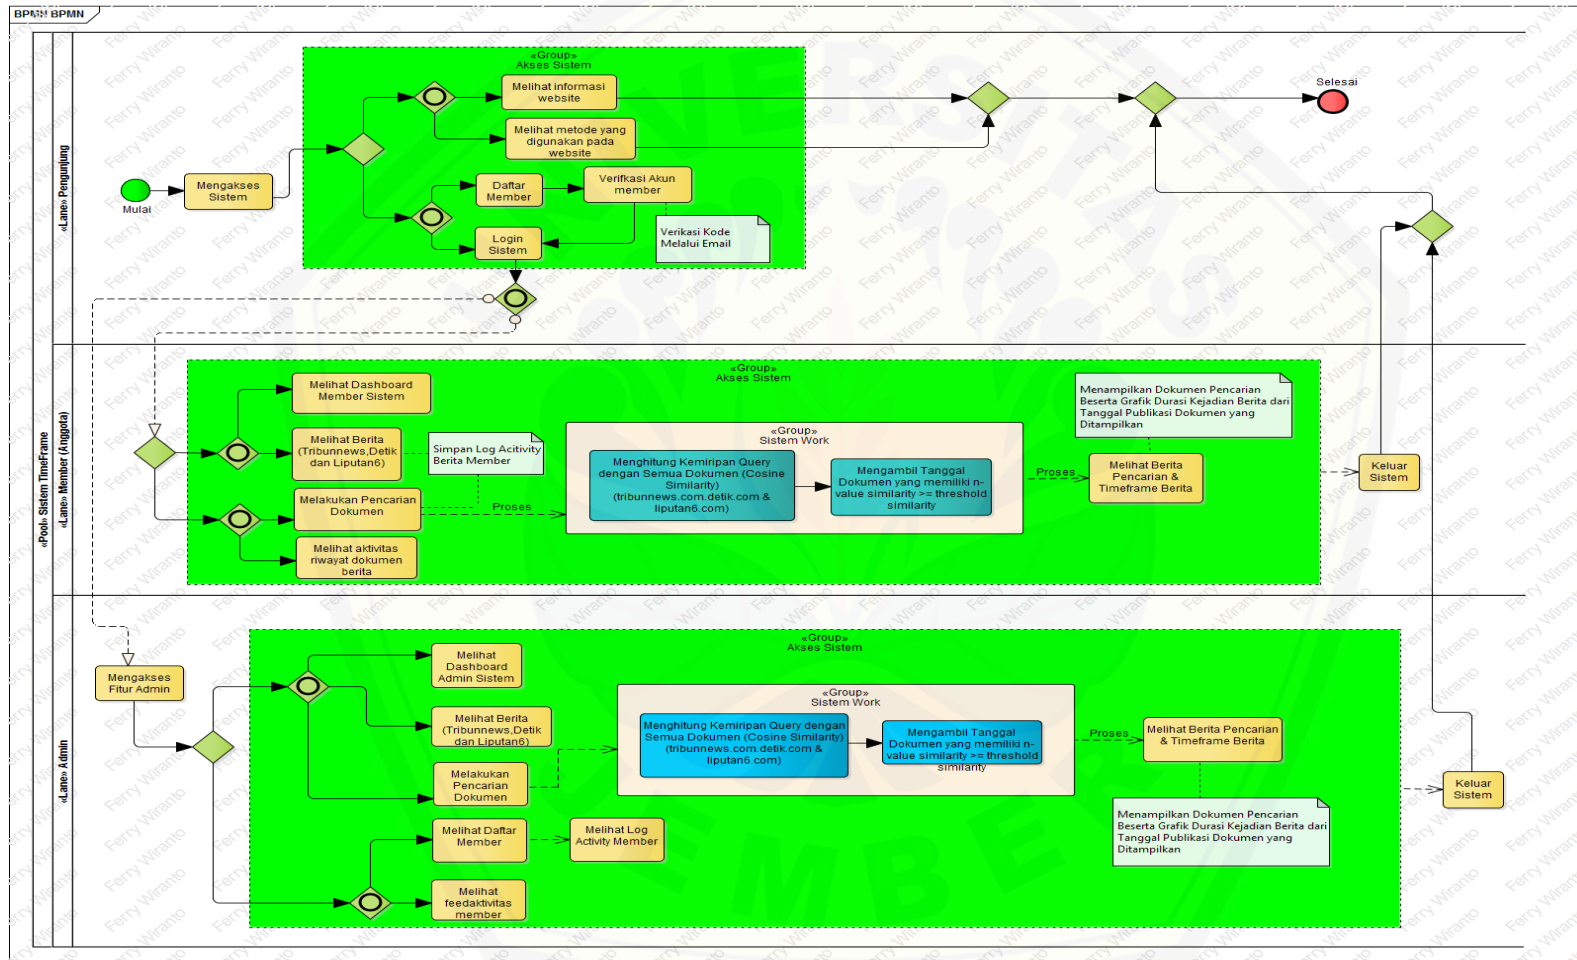 BPMN BPMN
«Pool» Sistem TimeFrame
«Lane» Pengunjung
«Group»
Akses Sistem
Melihat informasi
website
Melihat metode yang
digunakan pada
website
Selesai
Mulai
Mengakses
Sistem
Daftar
Member
Verifkasi Akun
member
Login
Sistem
Verikasi Kode
Melalui Email
«Lane» Member (Anggota)
«Group»
Akses Sistem
Melihat Dashboard
Member Sistem
Melihat Berita
(Tribunnews,Detik
dan Liputan6)
Simpan Log Acitivity
Berita Member
Melakukan Pencarian
Dokumen
Proses
Melihat aktivitas
riwayat dokumen
berita
«Group»
Sistem Work
Menghitung Kemiripan Query
dengan Semua Dokumen (Cosine
Similarity)
(tribunnews.com.detik.com &
liputan6.com)
Mengambil Tanggal
Dokumen yang memiliki n-
value similarity >= threshold
similarity
Proses
Menampilkan Dokumen Pencarian
Beserta Grafik Durasi Kejadian Berita dari
Tanggal Publikasi Dokumen yang
Ditampilkan
Melihat Berita
Pencarian &
Timeframe Berita
Keluar
Sistem
«Lane» Admin
Mengakses
Fitur Admin
«Group»
Akses Sistem
Melihat
Dashboard
Admin Sistem
Melihat Berita
(Tribunnews,Detik
dan Liputan6)
Melakukan
Pencarian
Dokumen
Melihat Daftar
Member
Melihat Log
Activity Member
Melihat
feedaktivitas
member
«Group»
Sistem Work
Menghitung Kemiripan Query dengan
Semua Dokumen (Cosine Similarity)
(tribunnews.com.detik.com &
liputan6.com)
Mengambil Tanggal
Dokumen yang memiliki n-
value similarity >= threshold
similarity
Proses
Melihat Berita Pencarian
& Timeframe Berita
Menampilkan Dokumen Pencarian
Beserta Grafik Durasi Kejadian Berita dari
Tanggal Publikasi Dokumen yang
Ditampilkan
Keluar
Sistem
Ferry Wiranto
UNIVERSITAS
JEMBER